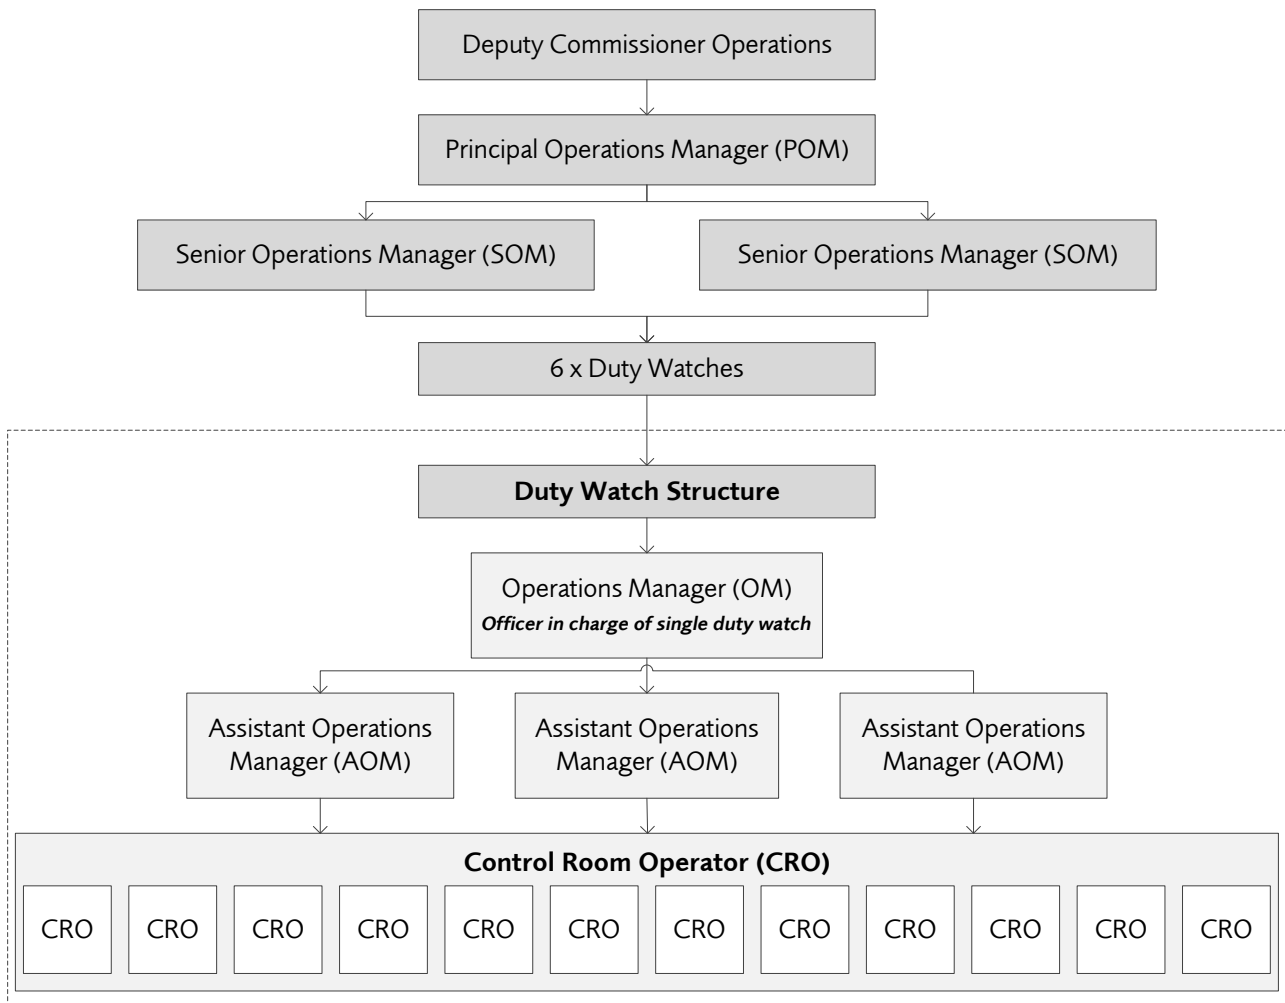 Deputy Commissioner Operations
Principal Operations Manager (POM)
Senior Operations Manager (SOM)
Senior Operations Manager (SOM)
6 x Duty Watches
Duty Watch Structure
Operations Manager (OM)
Officer in charge of single duty watch
Assistant Operations
Manager (AOM)
Assistant Operations
Manager (AOM)
Assistant Operations
Manager (AOM)
Control Room Operator (CRO)
CRO
CRO
CRO
CRO
CRO
CRO
CRO
CRO
CRO
CRO
CRO
CRO